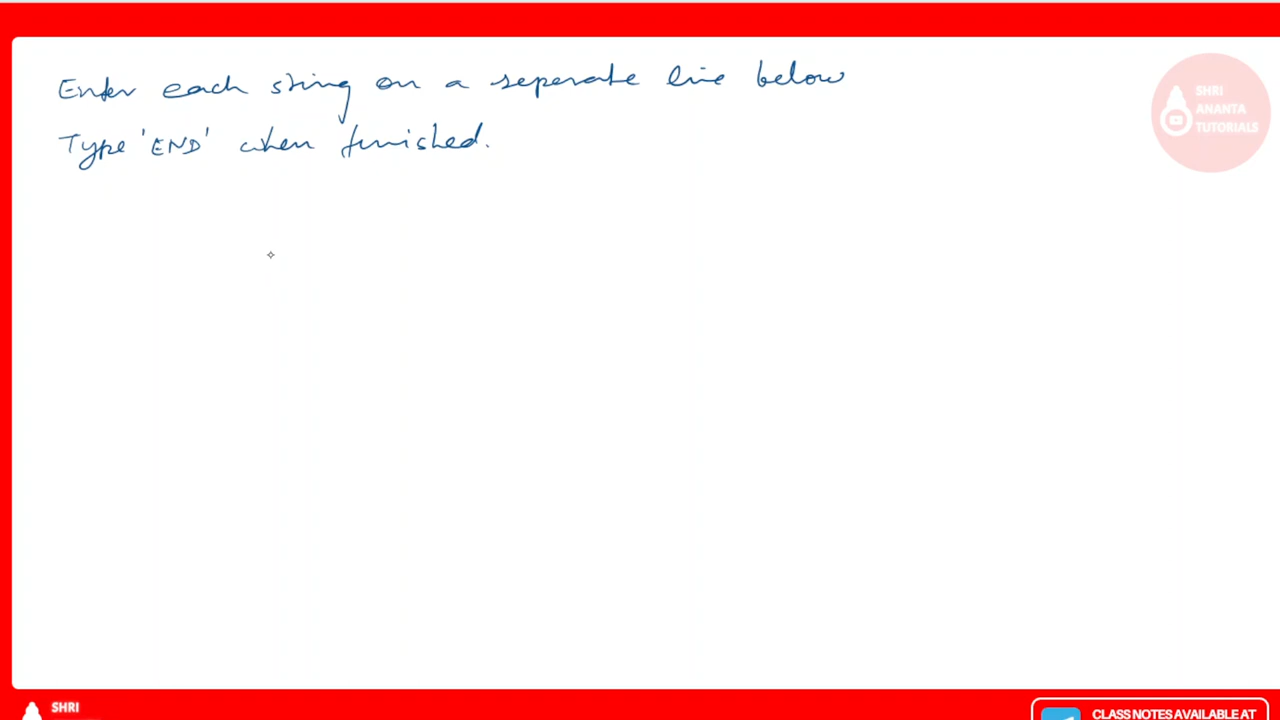 Enter each string on a seperate line below
Type 'END' when finished.
SHRI
ANANTA
TUTORIALS
SHRI
CLASS NOTES AVAILABLE AT